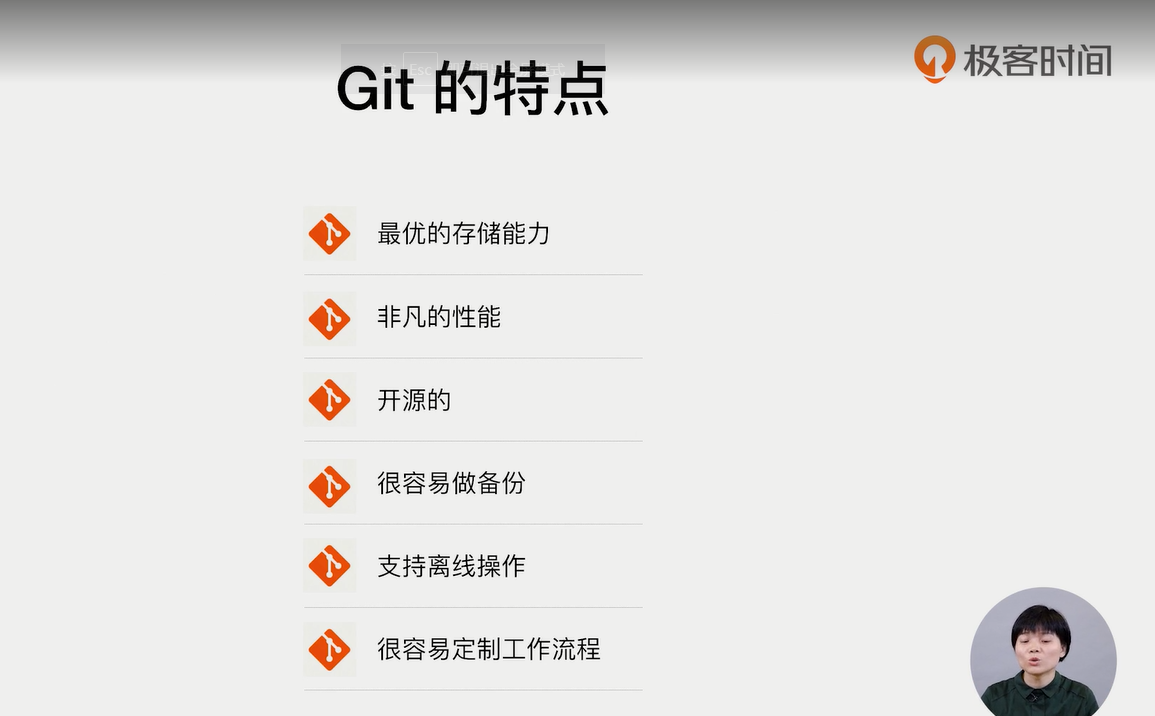 Git 的特点
极客时间
最优的存储能力
非凡的性能
开源的
很容易做备份
支持离线操作
很容易定制工作流程